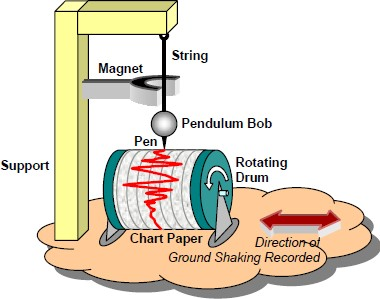 String
Magnet
Pendulum Bob
Pen
Support
Rotating
Drum
Chart Paper
Direction of
Ground Shaking Recorded